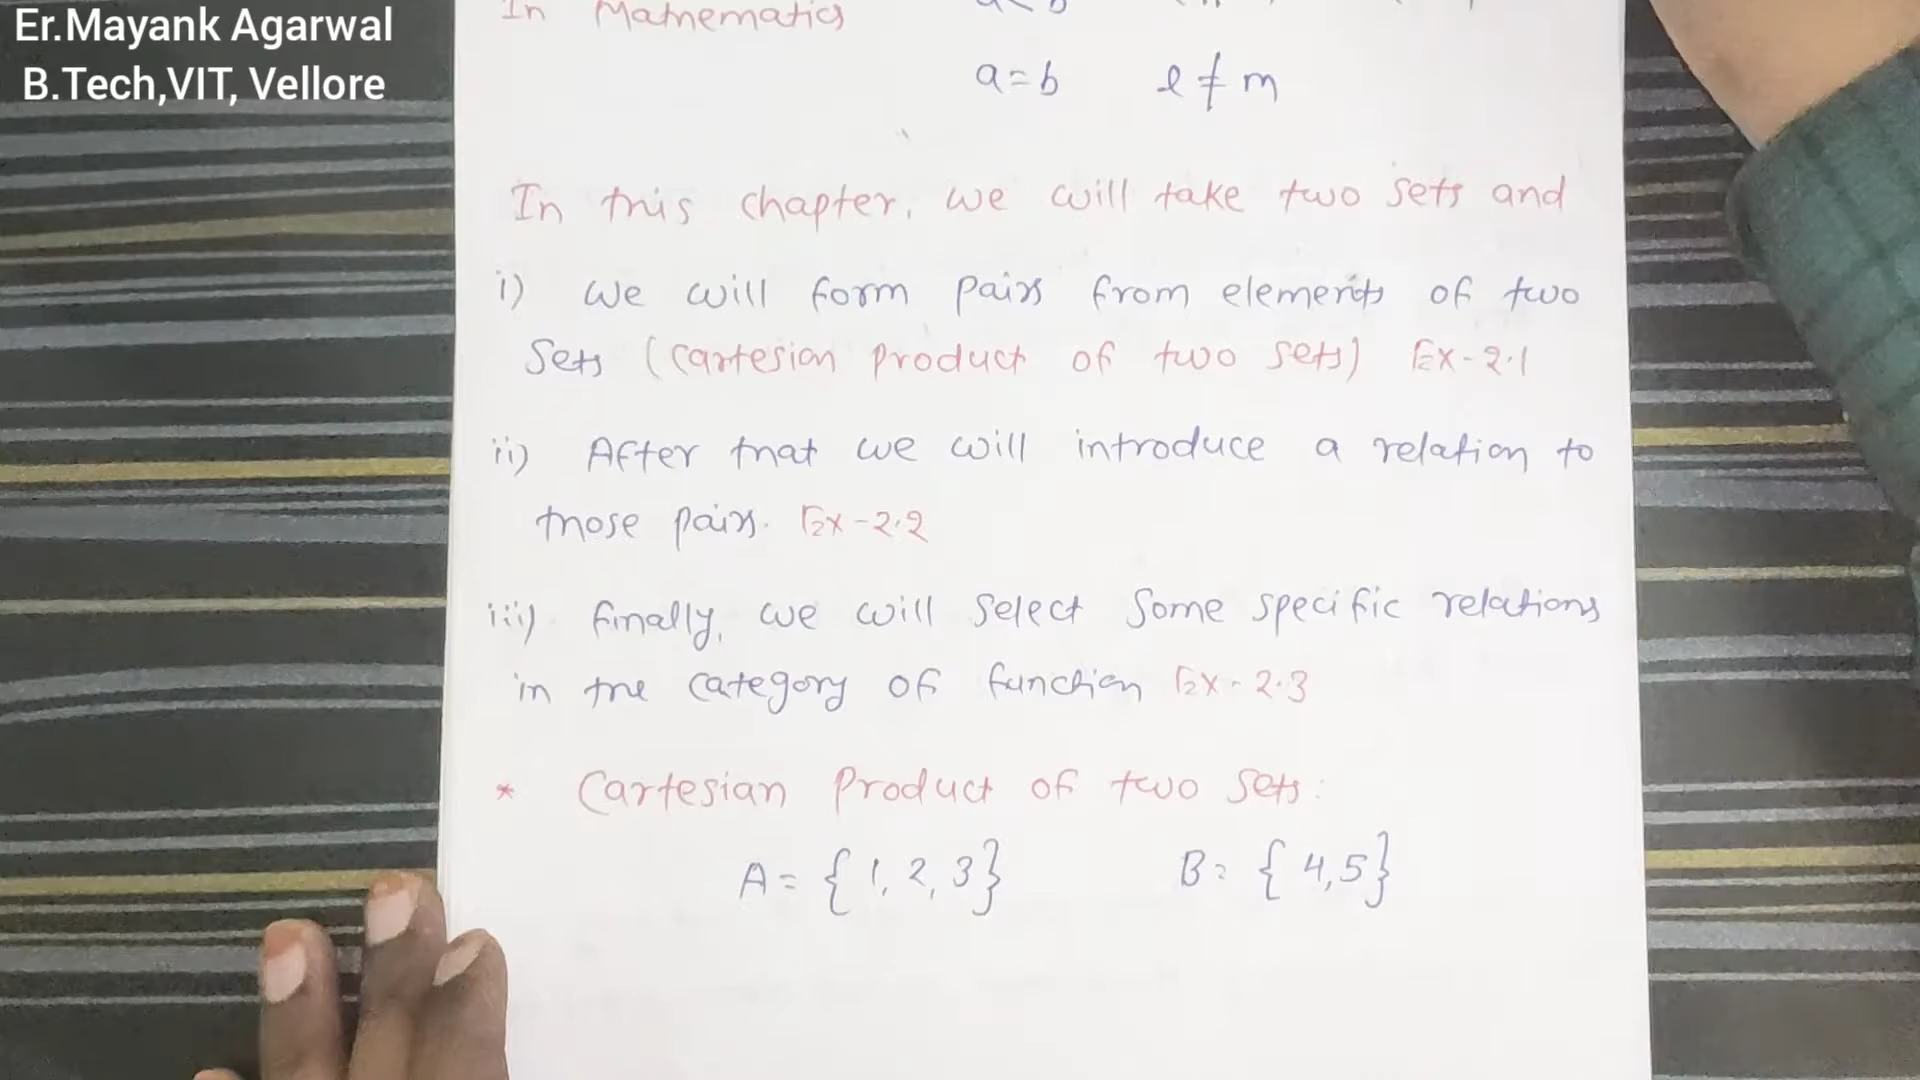 Er.Mayank Agarwal
B.Tech,VIT, Vellore
In Mathematics
a=b ℓ≠m
In this chapter, we will take two sets and
i) We will form pairs from elements of two
Sets (Cartesian product of two sets) Ex-2.1
ii) After that we will introduce a relation to
those pairs. Ex-2.2
iii) Finally, we will select some specific relations
in the category of function Ex-2.3
* Cartesian Product of two sets:
A = {1, 2, 3} B = {4,5}